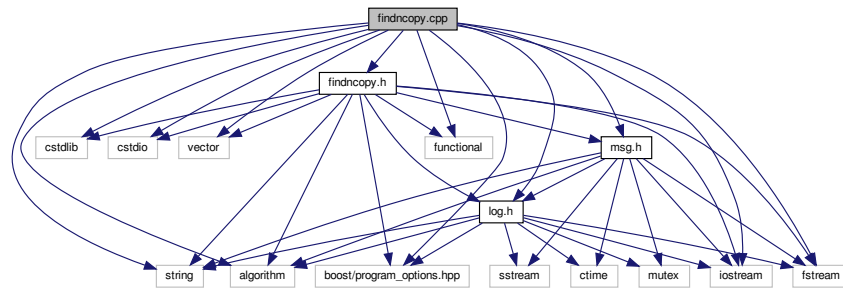 findncopy.cpp
findncopy.h
cstdlib
cstdio
vector
functional
msg.h
log.h
string
algorithm
boost/program_options.hpp
sstream
ctime
mutex
iostream
fstream